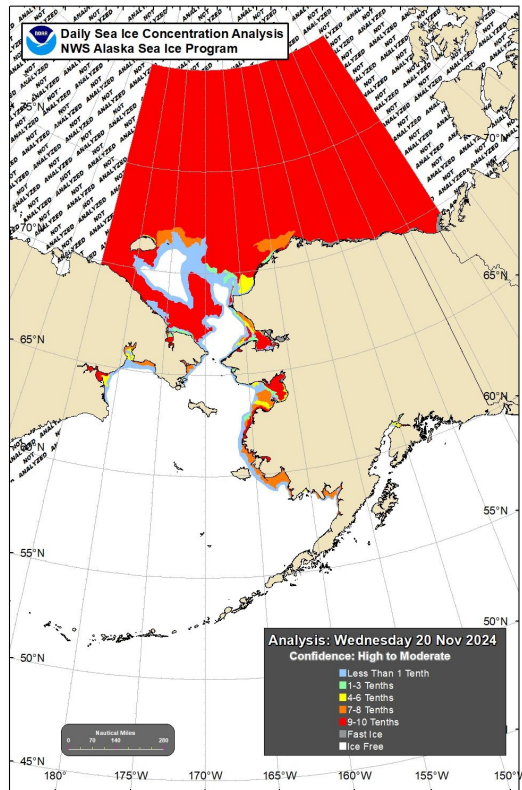 NOAA
Daily Sea Ice Concentration Analysis
NWS Alaska Sea Ice Program
NOT ANALYZED
75°N
70°N
70°N
65°N
65°N
60°N
60°N
55°N
55°N
50°N
50°N
45°N
Analysis: Wednesday 20 Nov 2024
Confidence: High to Moderate
Less Than 1 Tenth
1-3 Tenths
4-6 Tenths
7-8 Tenths
9-10 Tenths
Fast Ice
Ice Free
Nautical Miles
0 70 140 280
180° 175°W 170°W 165°W 160°W 155°W 150°W